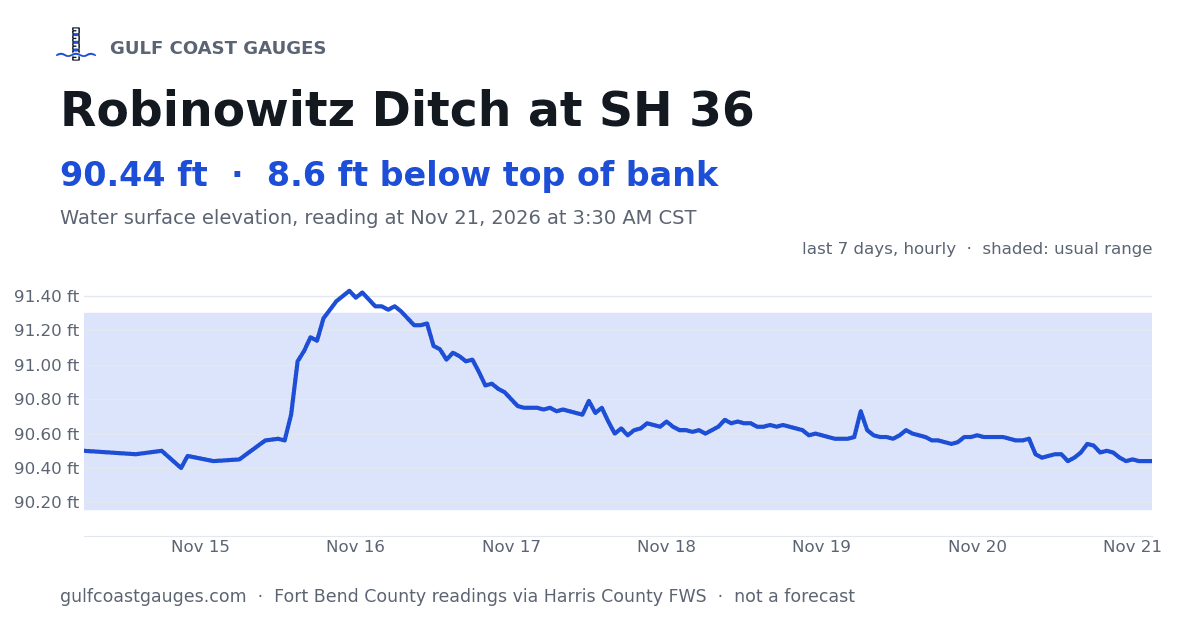 GULF COAST GAUGES
Robinowitz Ditch at SH 36
90.44 ft · 8.6 ft below top of bank
Water surface elevation, reading at Nov 21, 2026 at 3:30 AM CST
last 7 days, hourly · shaded: usual range
91.40 ft
91.20 ft
91.00 ft
90.80 ft
90.60 ft
90.40 ft
90.20 ft
Nov 15 Nov 16 Nov 17 Nov 18 Nov 19 Nov 20 Nov 21
gulfcoastgauges.com · Fort Bend County readings via Harris County FWS · not a forecast